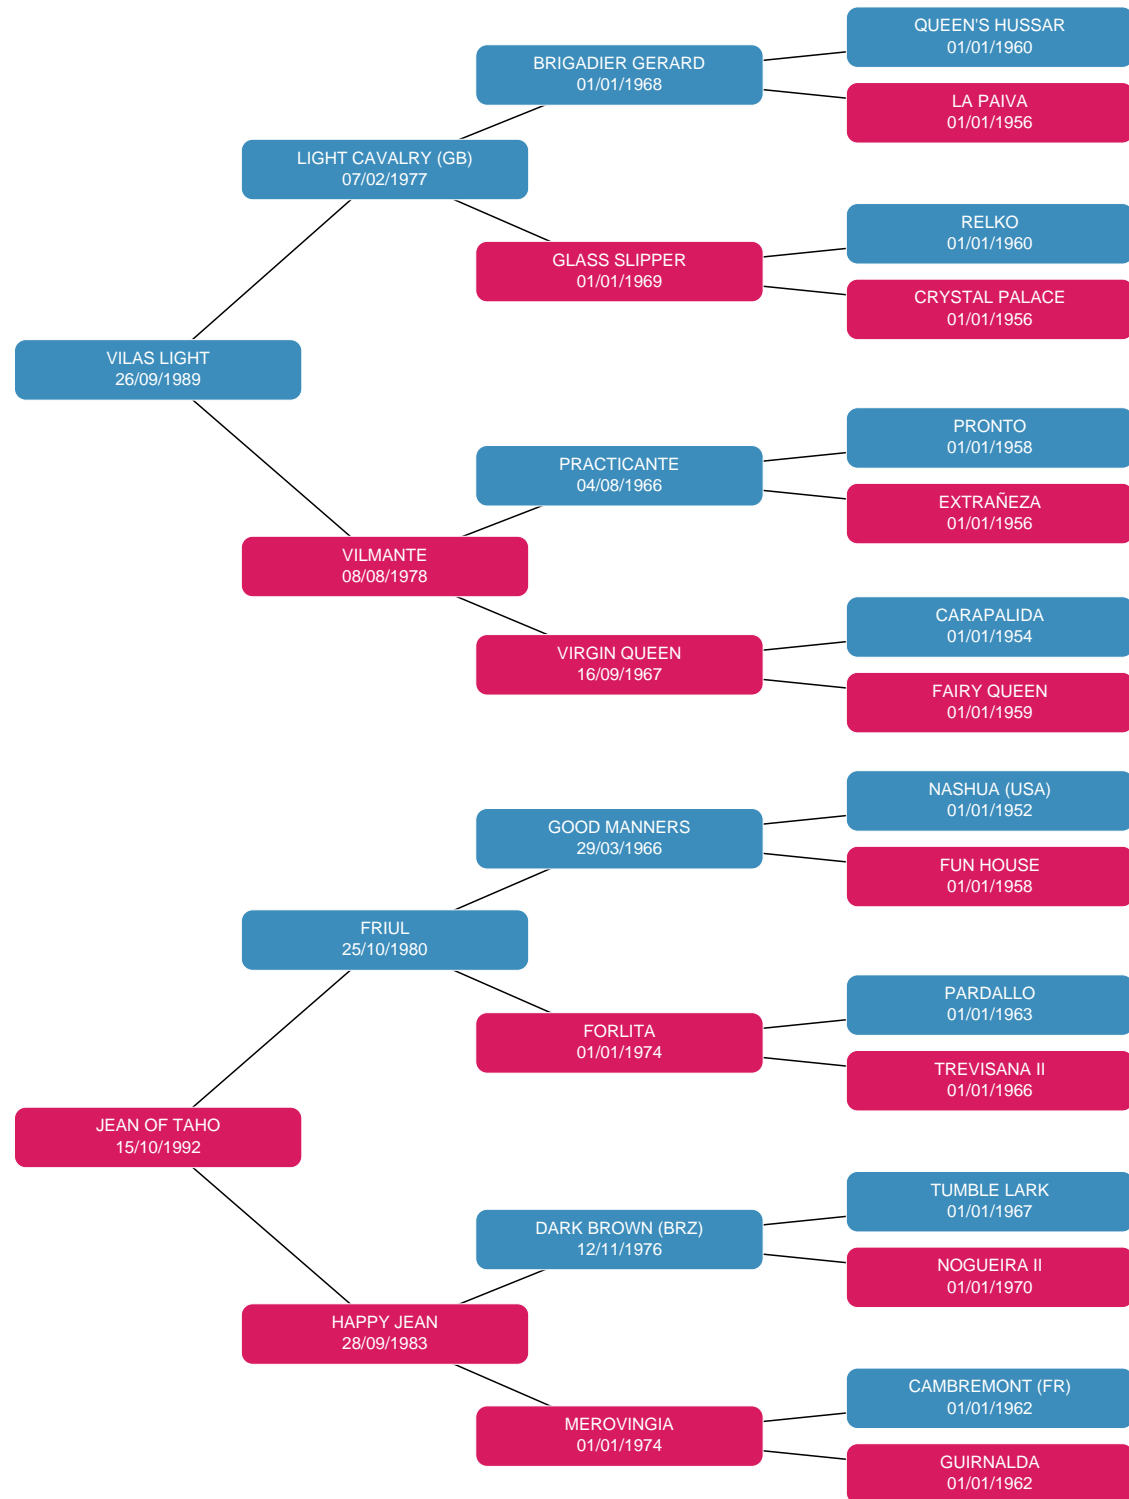 QUEEN'S HUSSAR
01/01/1960
BRIGADIER GERARD
01/01/1968
LA PAIVA
01/01/1956
LIGHT CAVALRY (GB)
07/02/1977
RELKO
01/01/1960
GLASS SLIPPER
01/01/1969
CRYSTAL PALACE
01/01/1956
VILAS LIGHT
26/09/1989
PRONTO
01/01/1958
PRACTICANTE
04/08/1966
EXTRAÑEZA
01/01/1956
VILMANTE
08/08/1978
CARAPALIDA
01/01/1954
VIRGIN QUEEN
16/09/1967
FAIRY QUEEN
01/01/1959
NASHUA (USA)
01/01/1952
GOOD MANNERS
29/03/1966
FUN HOUSE
01/01/1958
FRIUL
25/10/1980
PARDALLO
01/01/1963
FORLITA
01/01/1974
TREVISANA II
01/01/1966
JEAN OF TAHO
15/10/1992
TUMBLE LARK
01/01/1967
DARK BROWN (BRZ)
12/11/1976
NOGUEIRA II
01/01/1970
HAPPY JEAN
28/09/1983
CAMBREMONT (FR)
01/01/1962
MEROVINGIA
01/01/1974
GUIRNALDA
01/01/1962